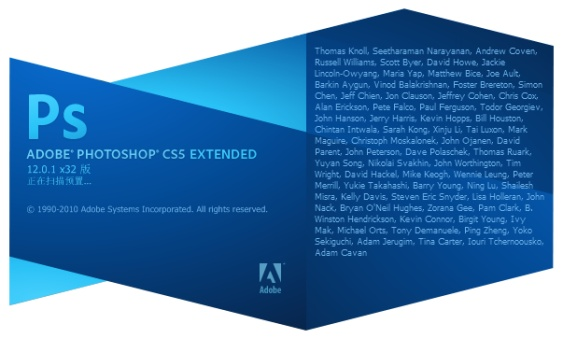 Ps
ADOBE® PHOTOSHOP® CS5 EXTENDED
12.0.1 x32 版
正在扫描预置...
© 1990-2010 Adobe Systems Incorporated. All rights reserved.
Adobe
Thomas Knoll, Seetharaman Narayanan, Andrew Coven,
Russell Williams, Scott Byer, David Howe, Jackie
Lincoln-Owyang, Maria Yap, Matthew Bice, Joe Ault,
Barkin Aygun, Vinod Balakrishnan, Foster Brereton, Simon
Chen, Jeff Chien, Jon Clauson, Jeffrey Cohen, Chris Cox,
Alan Erickson, Pete Falco, Paul Ferguson, Todor Georgiev,
John Hanson, Jerry Harris, Kevin Hopps, Bill Houston,
Chintan Intwala, Sarah Kong, Xinju Li, Tai Luxon, Mark
Maguire, Christoph Moskalonek, John Ojanen, David
Parent, John Peterson, Dave Polaschek, Thomas Ruark,
Yuyan Song, Nikolai Svakhin, John Worthington, Tim
Wright, David Hackel, Mike Keogh, Wennie Leung, Peter
Merrill, Yukie Takahashi, Barry Young, Ning Lu, Shailesh
Misra, Kelly Davis, Steven Eric Snyder, Lisa Holleran, John
Nack, Bryan O'Neil Hughes, Zorana Gee, Pam Clark, B.
Winston Hendrickson, Kevin Connor, Birgit Young, Ivy
Mak, Michael Orts, Tony Demanuele, Ping Zheng, Yoko
Sekiguchi, Adam Jerugim, Tina Carter, Iouri Tchernoousko,
Adam Cavan